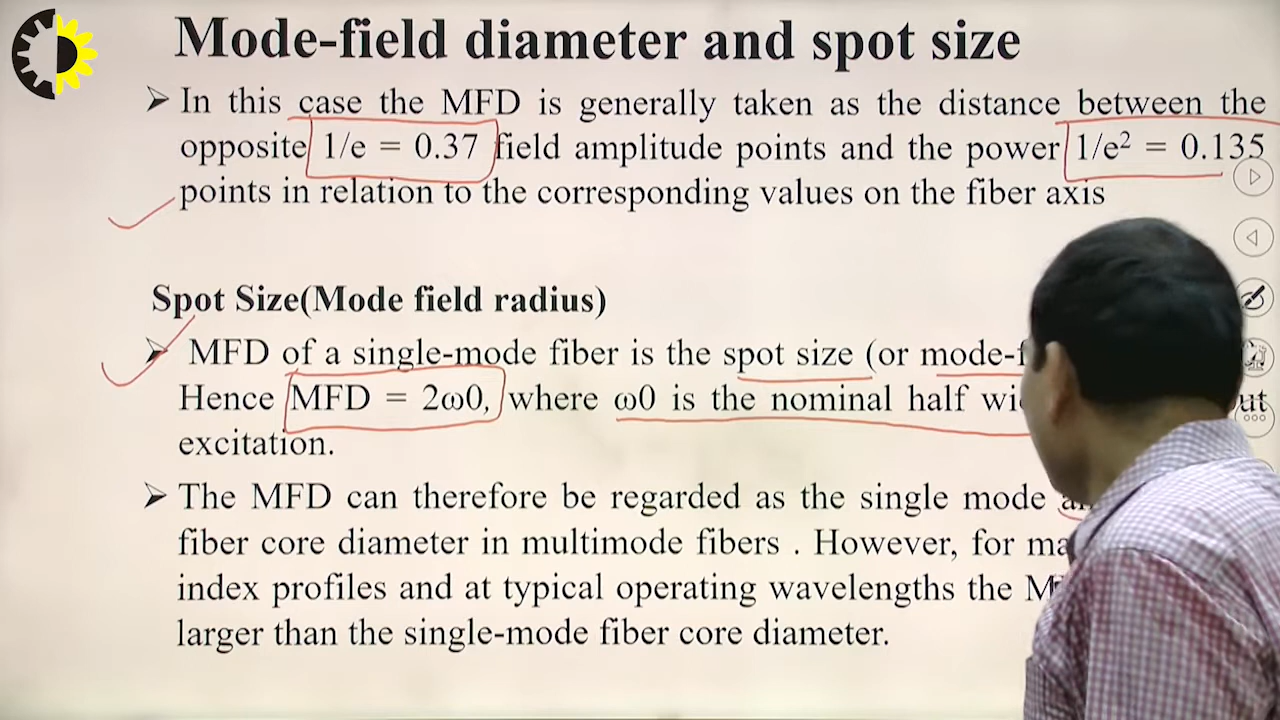 Mode-field diameter and spot size
➢ In this case the MFD is generally taken as the distance between the
opposite 1/e = 0.37 field amplitude points and the power 1/e² = 0.135
points in relation to the corresponding values on the fiber axis
Spot Size(Mode field radius)
➢ MFD of a single-mode fiber is the spot size (or
Hence MFD = 2ω0, where ω0 is the nominal half
excitation.
➢ The MFD can therefore be regarded as the single mode
fiber core diameter in multimode fibers . However, for
index profiles and at typical operating wavelengths the
larger than the single-mode fiber core diameter.